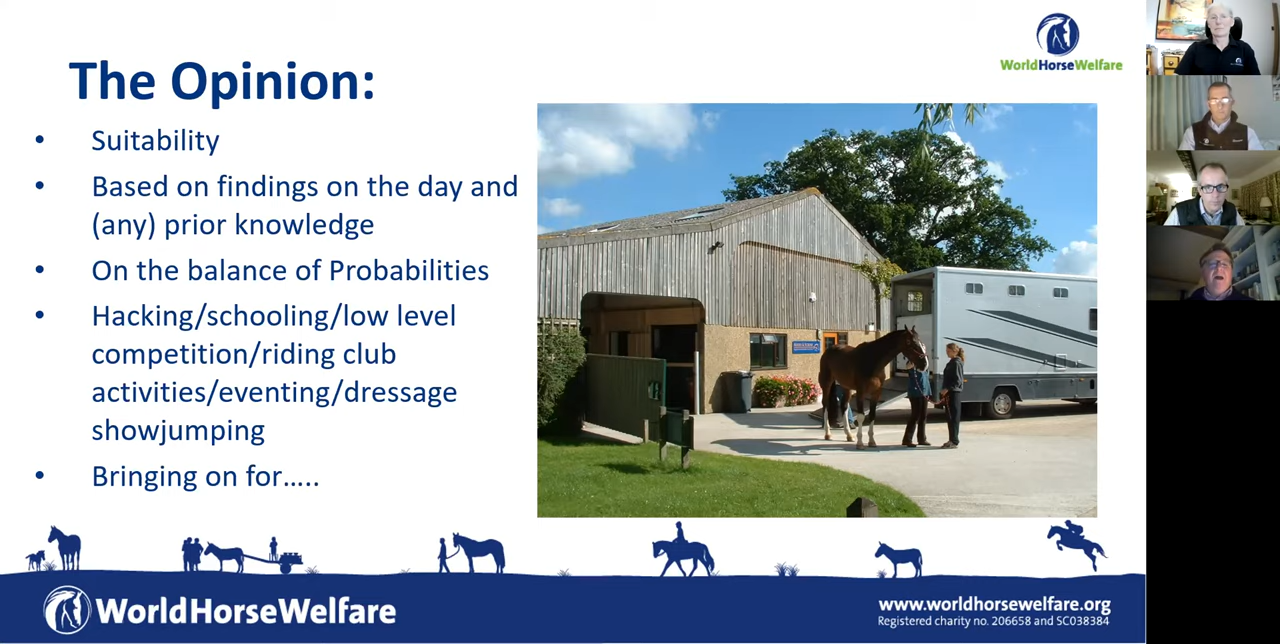 The Opinion:
WorldHorseWelfare
• Suitability
• Based on findings on the day and
(any) prior knowledge
• On the balance of Probabilities
• Hacking/schooling/low level
competition/riding club
activities/eventing/dressage
showjumping
• Bringing on for.....
WorldHorseWelfare
www.worldhorsewelfare.org
Registered charity no. 206658 and SC038384